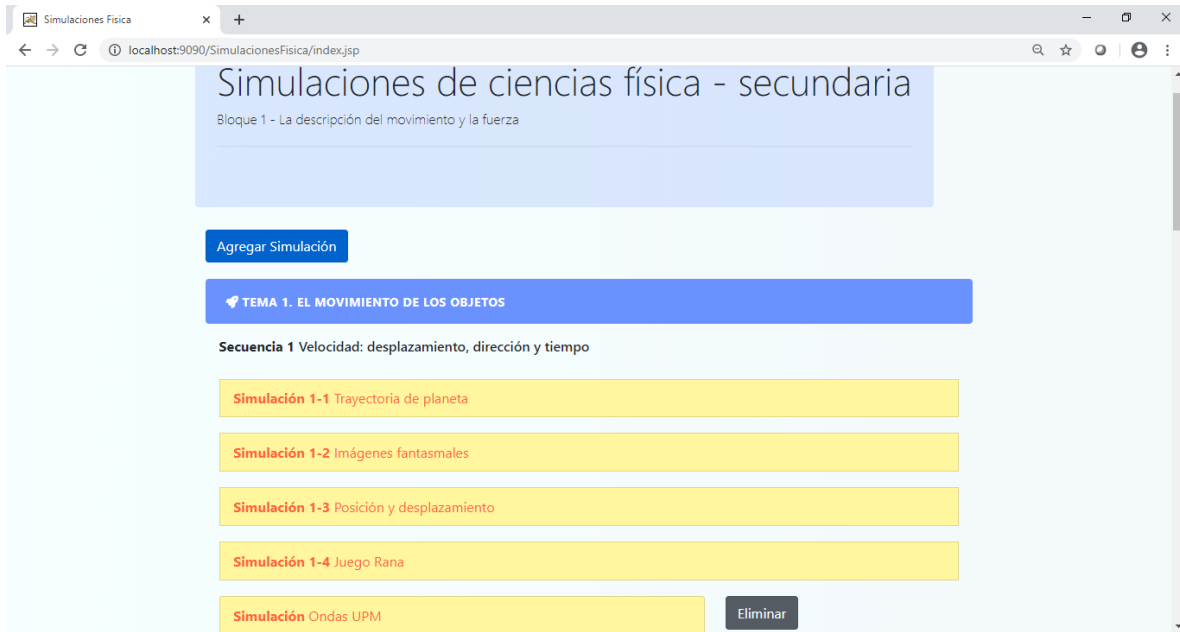 Simulaciones Física
localhost:9090/SimulacionesFisica/index.jsp
Simulaciones de ciencias física - secundaria
Bloque 1 - La descripción del movimiento y la fuerza
Agregar Simulación
TEMA 1. EL MOVIMIENTO DE LOS OBJETOS
Secuencia 1 Velocidad: desplazamiento, dirección y tiempo
Simulación 1-1 Trayectoria de planeta
Simulación 1-2 Imágenes fantasmales
Simulación 1-3 Posición y desplazamiento
Simulación 1-4 Juego Rana
Simulación Ondas UPM
Eliminar